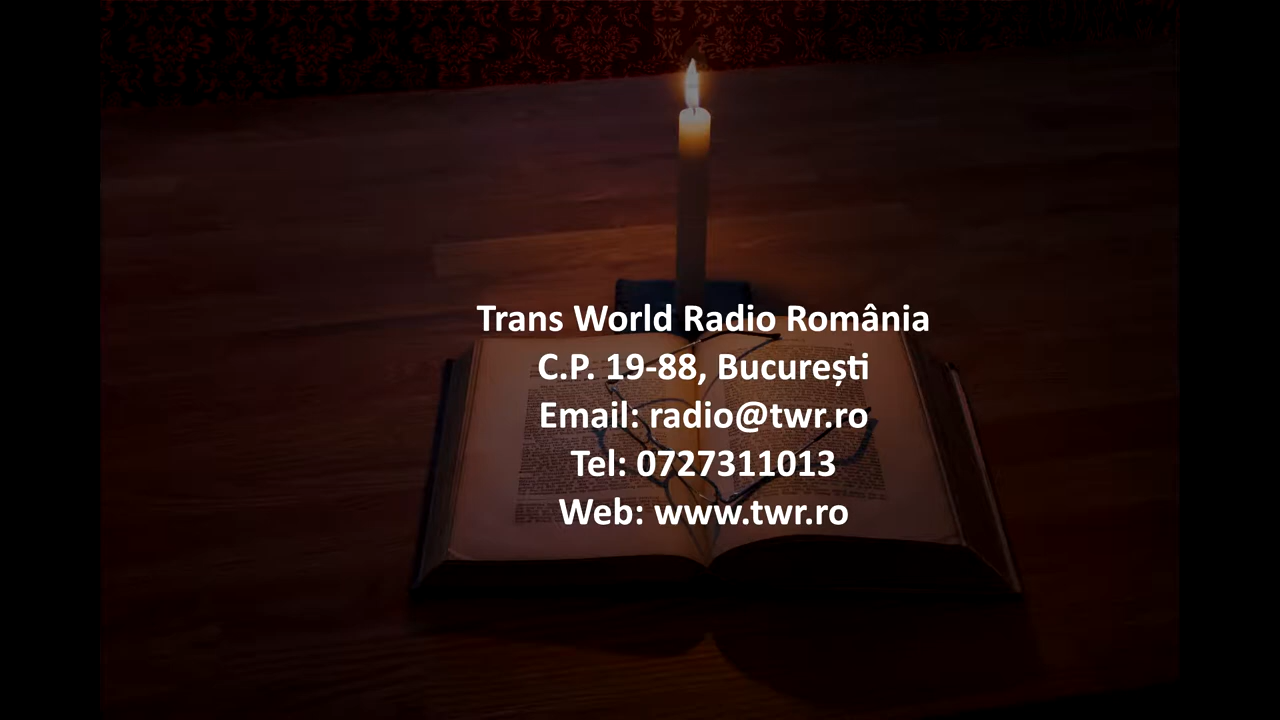 Trans World Radio România
C.P. 19-88, București
Email: radio@twr.ro
Tel: 0727311013
Web: www.twr.ro